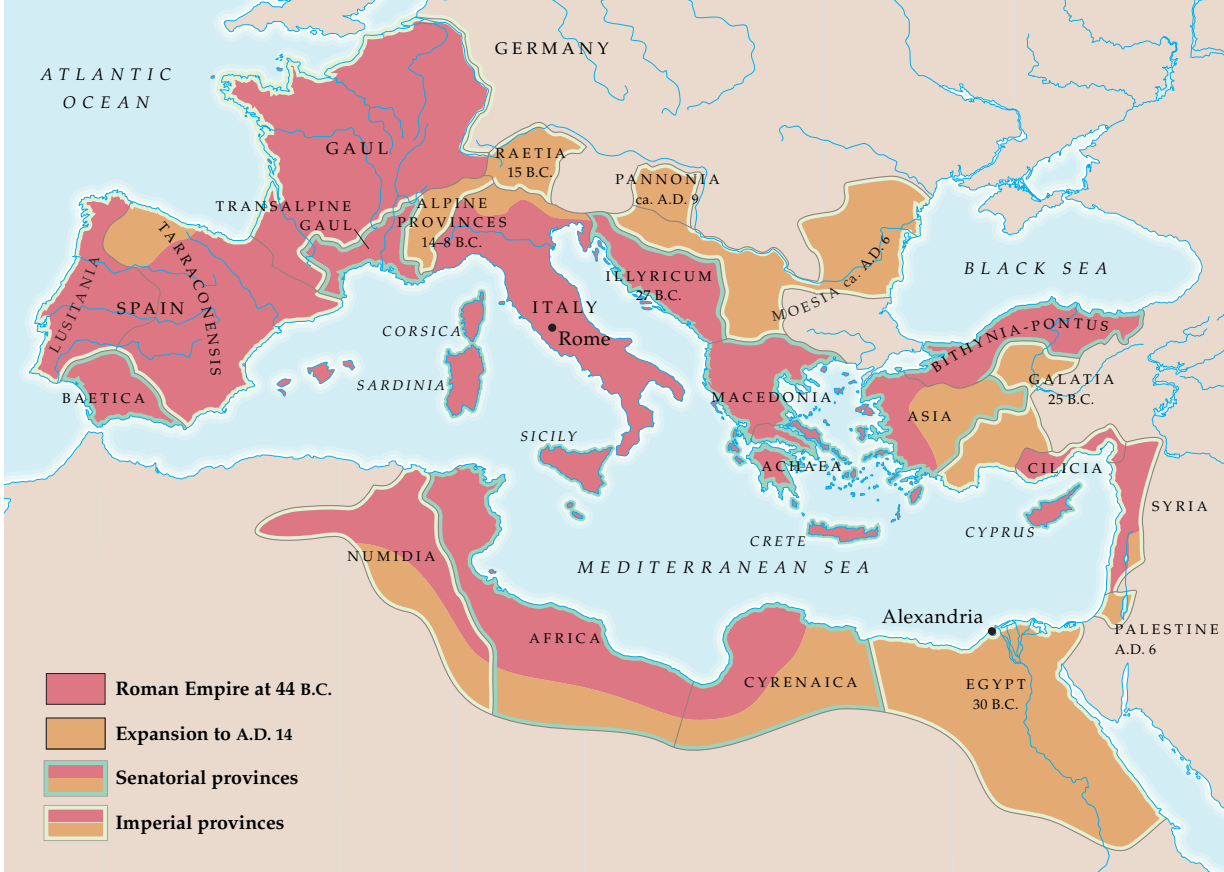 GERMANY
ATLANTIC
OCEAN
GAUL
RAETIA
15 B.C.
PANNONIA
ca. A.D. 9
TRANSALPINE
GAUL
ALPINE
PROVINCES
14–8 B.C.
TARRACONENSIS
LUSITANIA
SPAIN
BAETICA
ILLYRICUM
27 B.C.
MOESIA ca. A.D. 6
BLACK SEA
ITALY
Rome
CORSICA
SARDINIA
SICILY
BITHYNIA-PONTUS
GALATIA
25 B.C.
MACEDONIA
ASIA
ACHAEA
CILICIA
SYRIA
CYPRUS
CRETE
NUMIDIA
MEDITERRANEAN SEA
AFRICA
Alexandria
PALESTINE
A.D. 6
CYRENAICA
EGYPT
30 B.C.
Roman Empire at 44 B.C.
Expansion to A.D. 14
Senatorial provinces
Imperial provinces